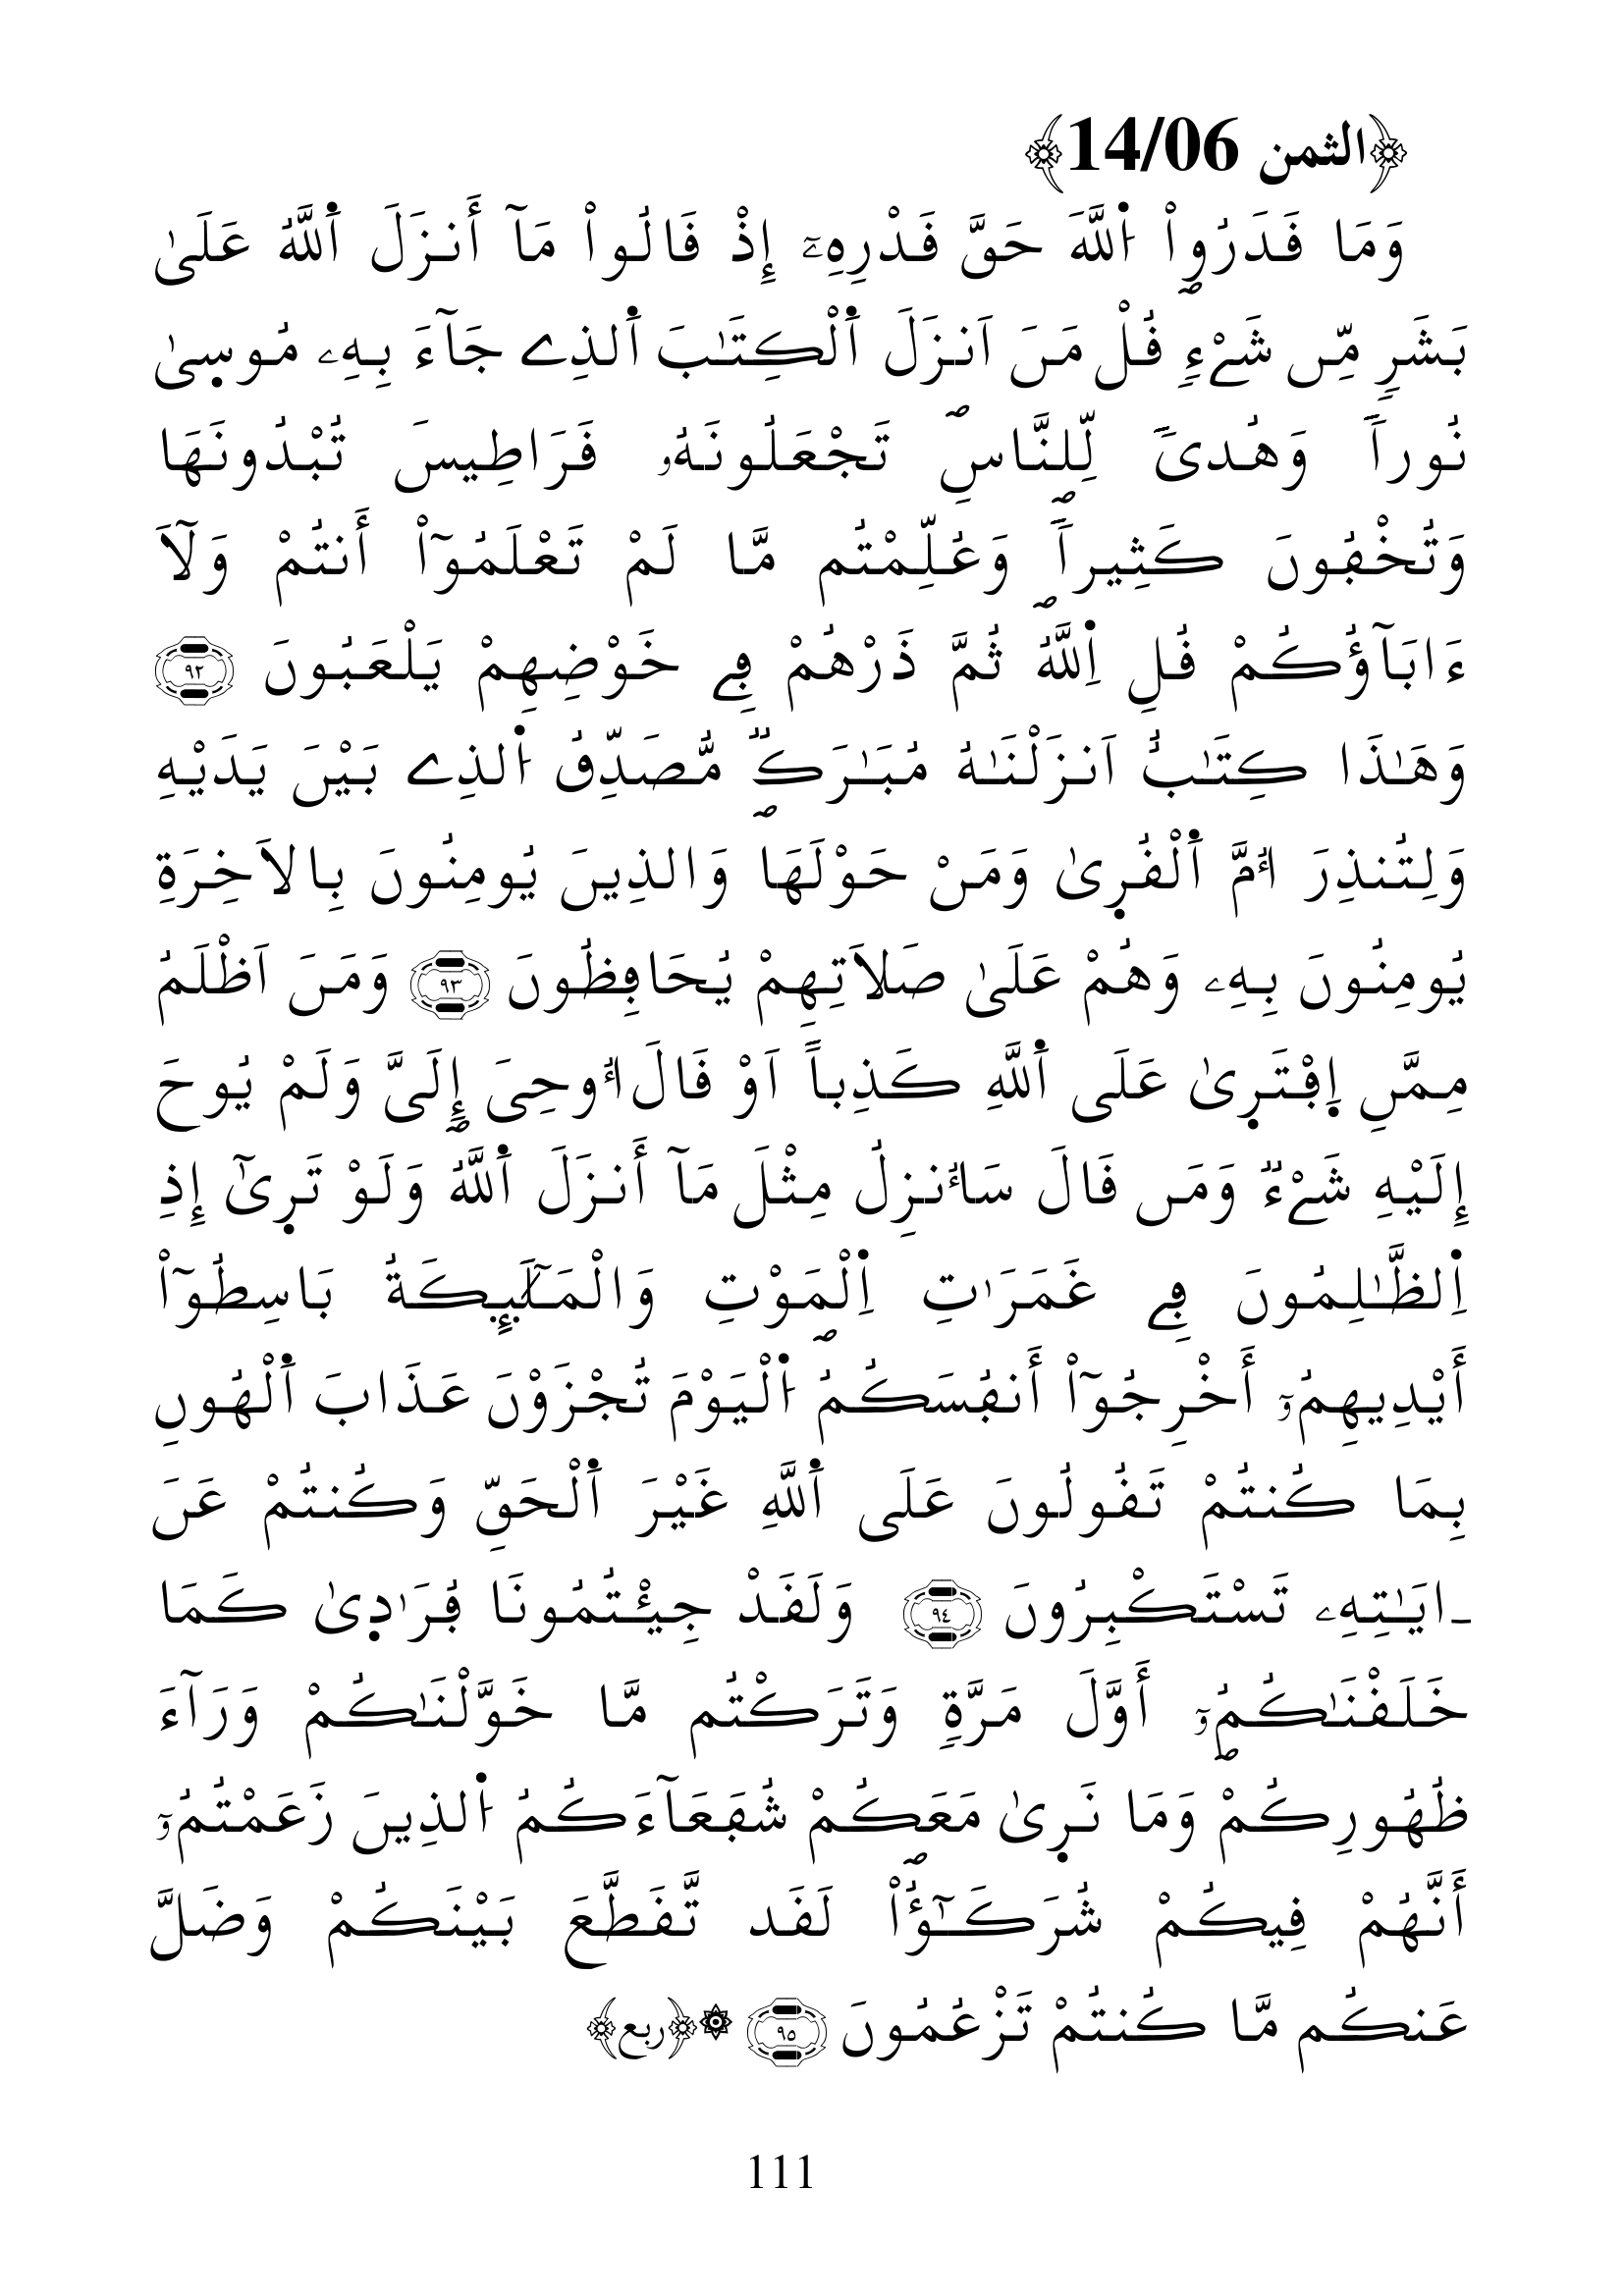 ﴿الثمن 14/06﴾
وَمَا قَدَرُواْ اُ۬للَّهَ حَقَّ قَدْرِهِۦٓ إِذْ قَالُواْ مَآ أَنزَلَ اَ۬للَّهُ عَلَىٰ
بَشَرٖ مِّن شَےْءٖ قُلْ مَنَ اَنزَلَ اَ۬لْكِتَٰبَ اَ۬لذِے جَآءَ بِهِۦ مُوس۪ىٰ
نُوراٗ وَهُدىٗ لِّلنَّاسِۖ تَجْعَلُونَهُۥ قَرَاطِيسَ تُبْدُونَهَا
وَتُخْفُونَ كَثِيراٗۖ وَعُلِّمْتُم مَّا لَمْ تَعْلَمُوٓاْ أَنتُمْ وَلَآ
ءَابَآؤُكُمْ قُلِ اِ۬للَّهُۖ ثُمَّ ذَرْهُمْ فِے خَوْضِهِمْ يَلْعَبُونَ ٩٢
وَهَٰذَا كِتَٰبٌ اَنزَلْنَٰهُ مُبَٰرَكٞ مُّصَدِّقُ اُ۬لذِے بَيْنَ يَدَيْهِ
وَلِتُنذِرَ أُمَّ اَ۬لْقُر۪ىٰ وَمَنْ حَوْلَهَاۖ وَالذِينَ يُومِنُونَ بِالاَخِرَةِ
يُومِنُونَ بِهِۦ وَهُمْ عَلَىٰ صَلَاتِهِمْ يُحَافِظُونَ ٩٣ وَمَنَ اَظْلَمُ
مِمَّنِ اِ۪فْتَر۪ىٰ عَلَى اَ۬للَّهِ كَذِباً اَوْ قَالَ أُوحِىَ إِلَىَّ وَلَمْ يُوحَ
إِلَيْهِ شَےْءٞ وَمَن قَالَ سَأُنزِلُ مِثْلَ مَآ أَنزَلَ اَ۬للَّهُۖ وَلَوْ تَر۪ىٰٓ إِذِ
اِ۬لظَّٰلِمُونَ فِے غَمَرَٰتِ اِ۬لْمَوْتِ وَالْمَلَٰٓئِكَةُ بَاسِطُوٓاْ
أَيْدِيهِمُۥٓ أَخْرِجُوٓاْ أَنفُسَكُمُۖ اُ۬لْيَوْمَ تُجْزَوْنَ عَذَابَ اَ۬لْهُونِ
بِمَا كُنتُمْ تَقُولُونَ عَلَى اَ۬للَّهِ غَيْرَ اَ۬لْحَقِّ وَكُنتُمْ عَنَ
ـايَٰتِهِۦ تَسْتَكْبِرُونَ ٩٤ وَلَقَدْ جِئْتُمُونَا فُرَٰد۪ىٰ كَمَا
خَلَقْنَٰكُمُۥٓ أَوَّلَ مَرَّةٖ وَتَرَكْتُم مَّا خَوَّلْنَٰكُمْ وَرَآءَ
ظُهُورِكُمْۖ وَمَا نَر۪ىٰ مَعَكُمْ شُفَعَآءَكُمُ اُ۬لذِينَ زَعَمْتُمُۥٓ
أَنَّهُمْ فِيكُمْ شُرَكَٰٓؤُاْۖ لَقَد تَّقَطَّعَ بَيْنَكُمْ وَضَلَّ
عَنكُم مَّا كُنتُمْ تَزْعُمُونَ ٩٥ ۞﴿ربع﴾
111